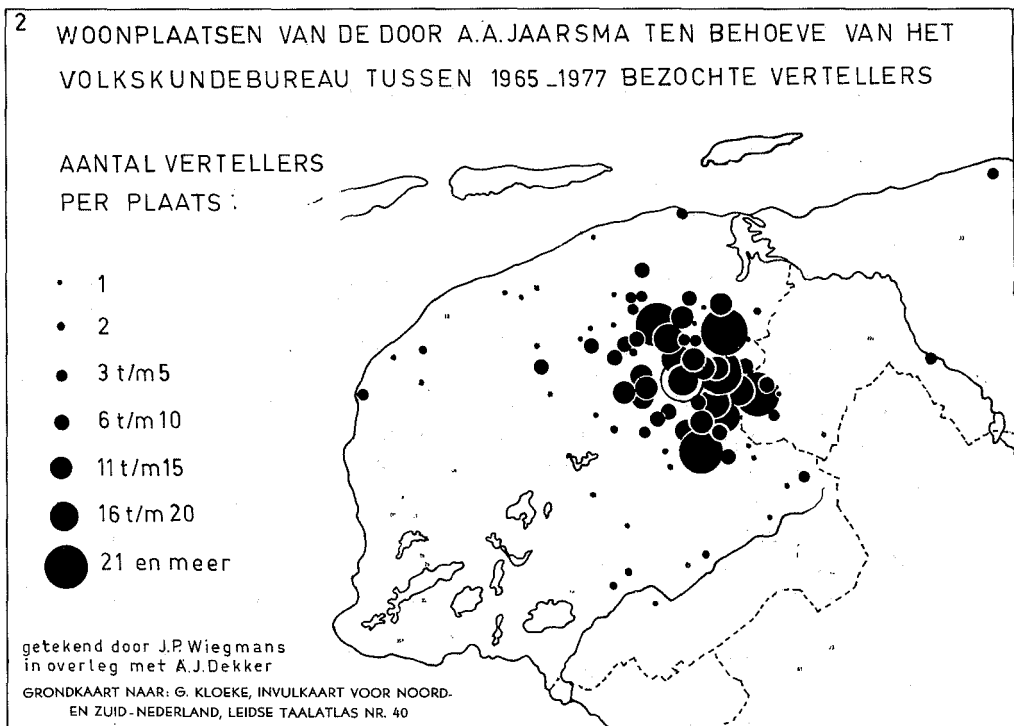 2
WOONPLAATSEN VAN DE DOOR A.A.JAARSMA TEN BEHOEVE VAN HET
VOLKSKUNDEBUREAU TUSSEN 1965_1977 BEZOCHTE VERTELLERS
AANTAL VERTELLERS
PER PLAATS :
1
2
3 t/m 5
6 t/m 10
11 t/m 15
16 t/m 20
21 en meer
getekend door J.P. Wiegmans
in overleg met A.J.Dekker
GRONDKAART NAAR: G. KLOEKE, INVULKAART VOOR NOORD-
EN ZUID-NEDERLAND, LEIDSE TAALATLAS NR. 40